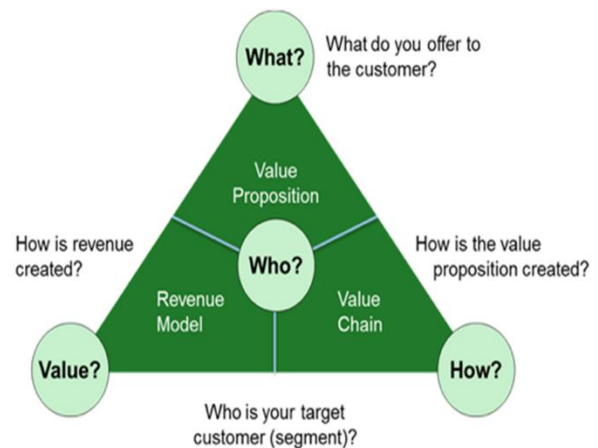 What?
What do you offer to
the customer?
Value
Proposition
How is revenue
created?
Who?
How is the value
proposition created?
Revenue
Model
Value
Chain
Value?
How?
Who is your target
customer (segment)?